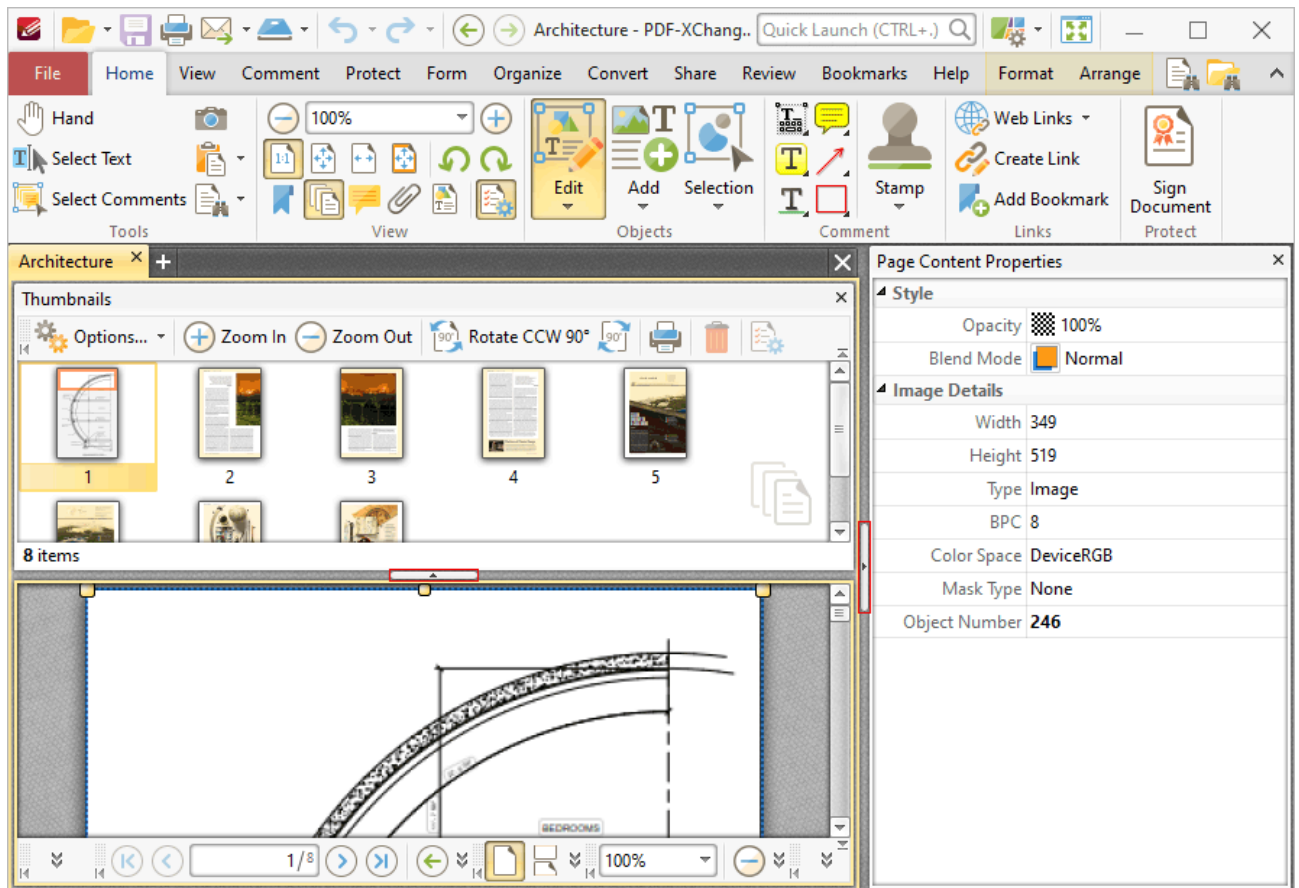 Architecture - PDF-XChang..
Quick Launch (CTRL+.)
File Home View Comment Protect Form Organize Convert Share Review Bookmarks Help Format Arrange
Hand
100%
Web Links
Select Text
1:1
Create Link
Select Comments
Edit
Add
Selection
Stamp
Add Bookmark
Sign
Document
Tools
View
Objects
Comment
Links
Protect
Architecture
Page Content Properties
Thumbnails
Style
Options...
Zoom In
Zoom Out
90°
Rotate CCW 90°
90°
Opacity 100%
Blend Mode Normal
Image Details
Width 349
Height 519
1
2
3
4
5
Type Image
BPC 8
8 items
Color Space DeviceRGB
Mask Type None
Object Number 246
BEDROOMS
1/8
100%